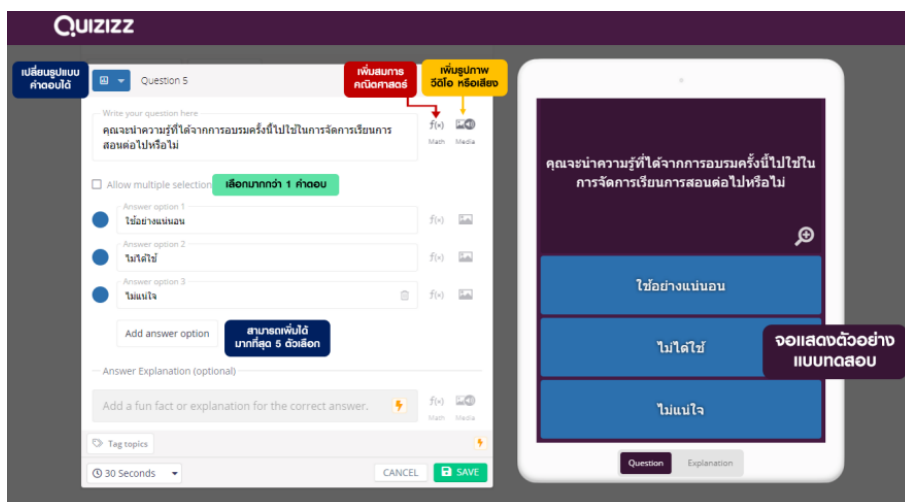 QUIZIZZ
เปลี่ยนรูปแบบ
คำตอบได้
Question 5
เพิ่มสมการ
คณิตศาสตร์
เพิ่มรูปภาพ
วีดิโอ หรือเสียง
Write your question here
คุณจะนำความรู้ที่ได้จากการอบรมครั้งนี้ไปใช้ในการจัดการเรียนการ
สอนต่อไปหรือไม่
f(x)
Math
Media
Allow multiple selection
เลือกมากกว่า 1 คำตอบ
Answer option 1
ใช้อย่างแน่นอน
f(x)
Answer option 2
ไม่ได้ใช้
f(x)
Answer option 3
ไม่แน่ใจ
f(x)
Add answer option
สามารถเพิ่มได้
มากที่สุด 5 ตัวเลือก
Answer Explanation (optional)
Add a fun fact or explanation for the correct answer.
f(x)
Math
Media
Tag topics
30 Seconds
CANCEL
SAVE
คุณจะนำความรู้ที่ได้จากการอบรมครั้งนี้ไปใช้ใน
การจัดการเรียนการสอนต่อไปหรือไม่
ใช้อย่างแน่นอน
ไม่ได้ใช้
ไม่แน่ใจ
จอแสดงตัวอย่าง
แบบทดสอบ
Question
Explanation